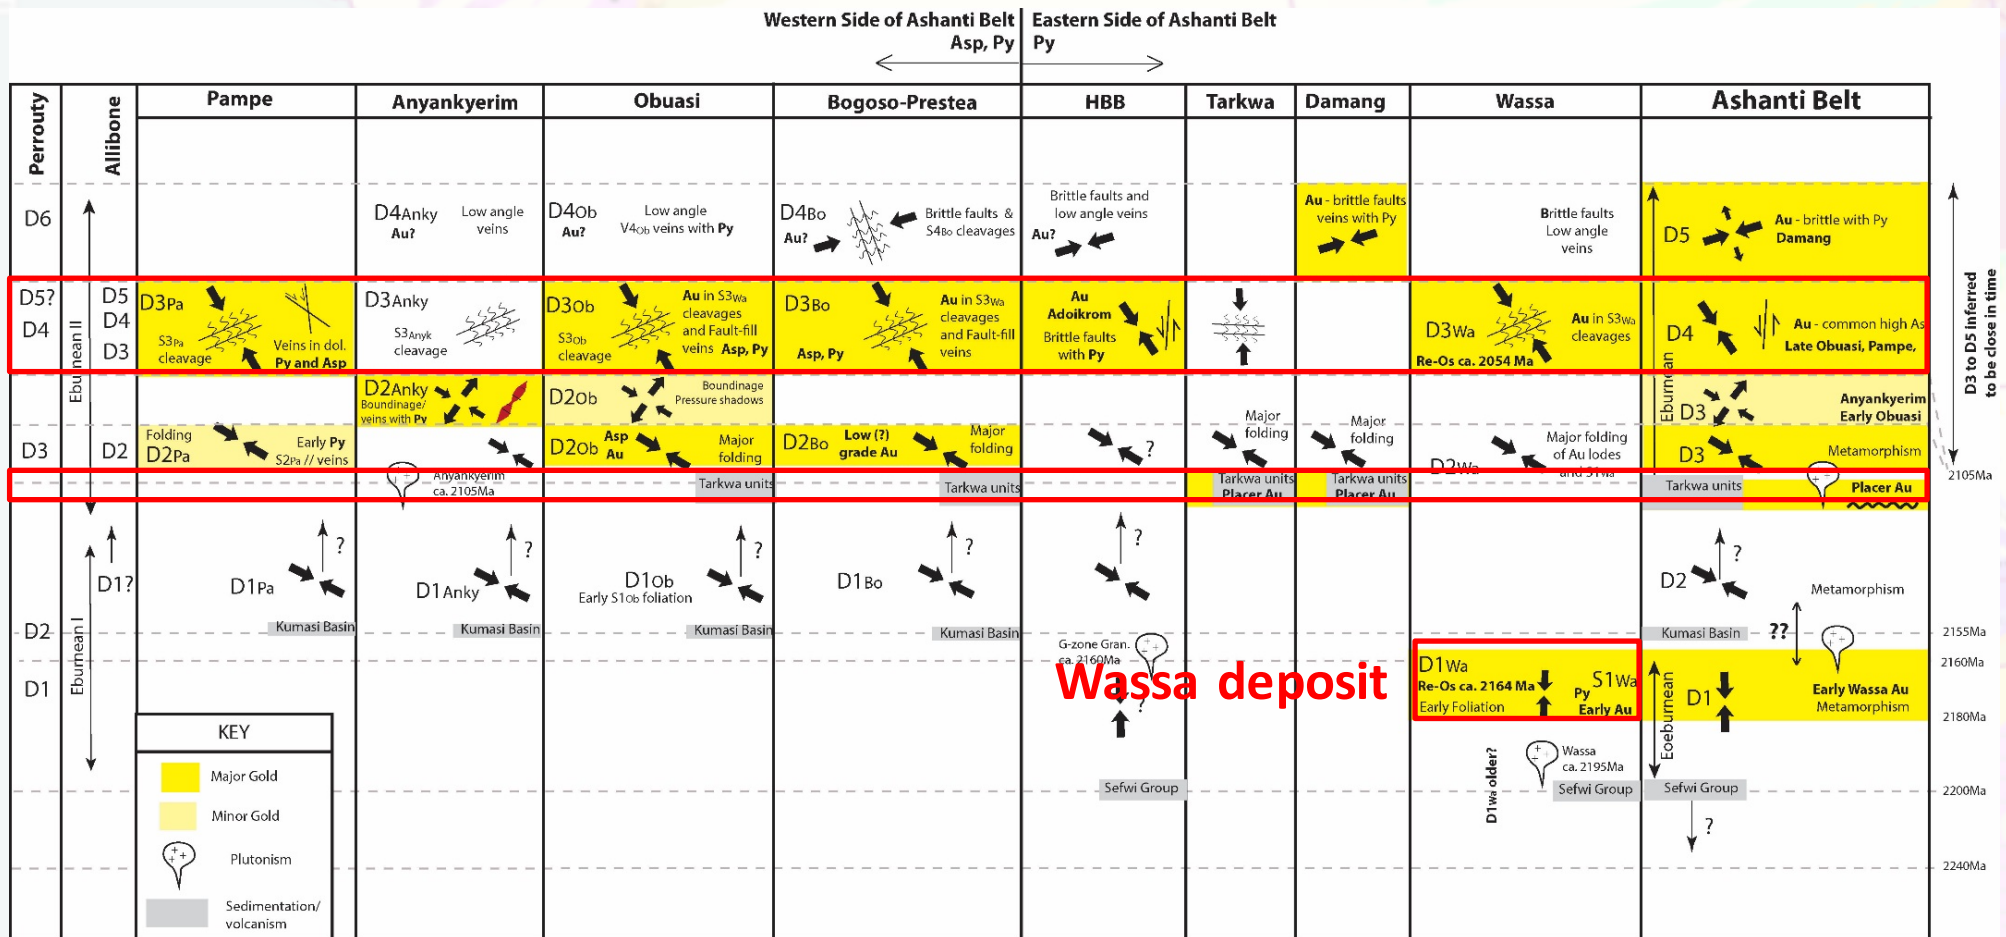 Western Side of Ashanti Belt
Asp, Py
Eastern Side of Ashanti Belt
Py
Perrouty
Allibone
Pampe
Anyankyerim
Obuasi
Bogoso-Prestea
HBB
Tarkwa
Damang
Wassa
Ashanti Belt
D6
D4Anky
Au?
Low angle
veins
D4Ob
Au?
Low angle
V4Ob veins with Py
D4Bo
Au?
Brittle faults &
S4Bo cleavages
Brittle faults and
low angle veins
Au?
Au - brittle faults
veins with Py
Brittle faults
Low angle
veins
D5
Au - brittle with Py
Damang
D5?
D4
D5
D4
D3
D3Pa
S3Pa
cleavage
Veins in dol.
Py and Asp
D3Anky
S3Anyk
cleavage
D3Ob
S3Ob
cleavage
Au in S3Wa
cleavages
and Fault-fill
veins Asp, Py
D3Bo
Asp, Py
Au in S3Wa
cleavages
and Fault-fill
veins
Au
Adoikrom
Brittle faults
with Py
D3Wa
Au in S3Wa
cleavages
Re-Os ca. 2054 Ma
D4
Au - common high As
Late Obuasi, Pampe,
Eburnean II
Eburnean
D3 to D5 inferred
to be close in time
D2Anky
Boundinage/
veins with Py
D2Ob
Boundinage
Pressure shadows
D3
Anyankyerim
Early Obuasi
D3
D2
Folding
D2Pa
Early Py
S2Pa // veins
D2Ob
Asp
Au
Major
folding
D2Bo
Low (?)
grade Au
Major
folding
?
Major
folding
Major
folding
D2Wa
Major folding
of Au lodes
and S1Wa
D3
Metamorphism
Anyankyerim
ca. 2105Ma
Tarkwa units
Tarkwa units
Tarkwa units
Placer Au
Tarkwa units
Placer Au
Tarkwa units
Placer Au
2105Ma
D1?
Eburnean I
D1Pa
?
D1Anky
?
D1Ob
Early S1Ob foliation
?
D1Bo
?
?
D2
?
Metamorphism
D2
Kumasi Basin
Kumasi Basin
Kumasi Basin
Kumasi Basin
Kumasi Basin
??
2155Ma
G-zone Gran.
ca. 2160Ma
2160Ma
Wassa deposit
?
D1
D1Wa
Re-Os ca. 2164 Ma
Early Foliation
S1Wa
Py
Early Au
D1
Early Wassa Au
Metamorphism
2180Ma
Eoeburnean
D1Wa older?
Wassa
ca. 2195Ma
Sefwi Group
Sefwi Group
Sefwi Group
2200Ma
?
2240Ma
KEY
Major Gold
Minor Gold
Plutonism
Sedimentation/
volcanism